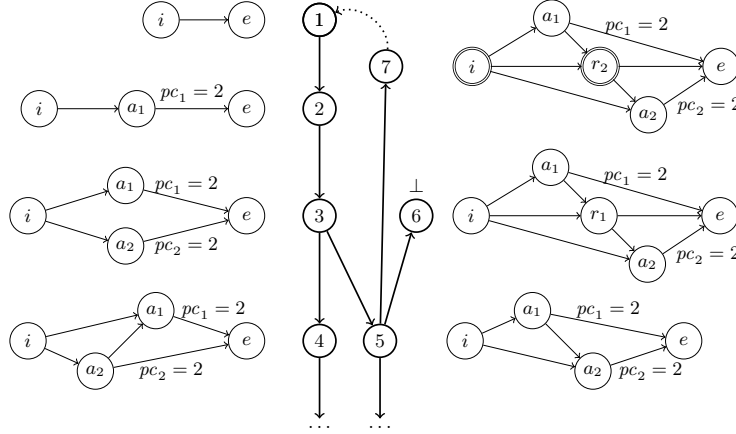 i e
i a₁ pc₁ = 2 e
i a₁ pc₁ = 2
a₂ pc₂ = 2 e
i a₁ pc₁ = 2
a₂ pc₂ = 2 e
1
7
2
3
⊥
6
4 5
... ...
a₁ pc₁ = 2
i r₂ e
a₂ pc₂ = 2
a₁ pc₁ = 2
i r₁ e
a₂ pc₂ = 2
a₁ pc₁ = 2
i e
a₂ pc₂ = 2